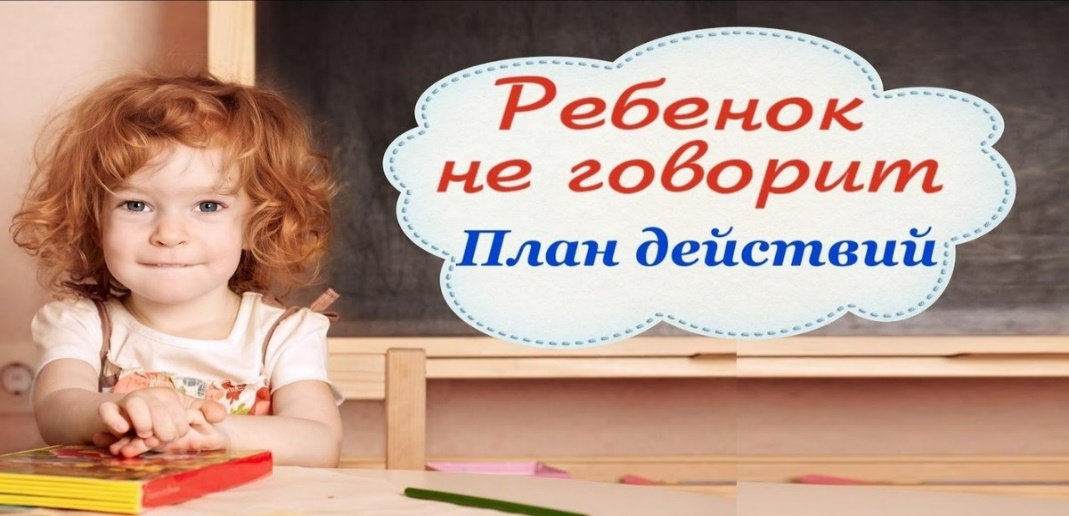 Ребенок
не говорит
План действий